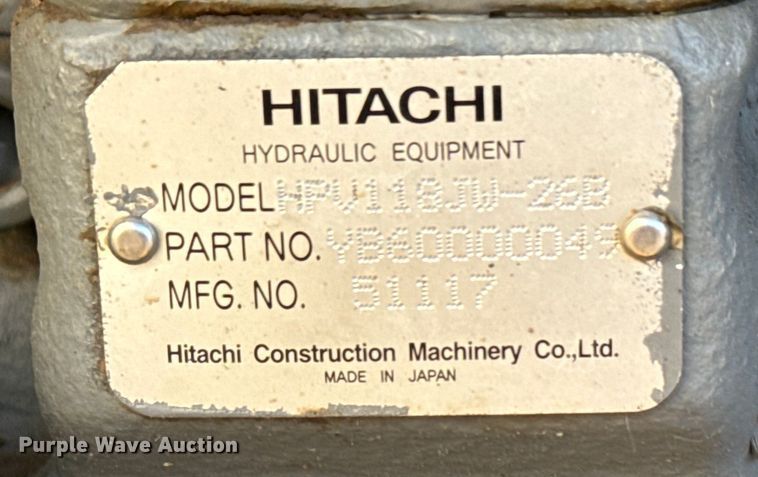 HITACHI
HYDRAULIC EQUIPMENT
MODEL HPV118JW-26B
PART NO. YB60000049
MFG. NO. 51117
Hitachi Construction Machinery Co.,Ltd.
MADE IN JAPAN
Purple Wave Auction